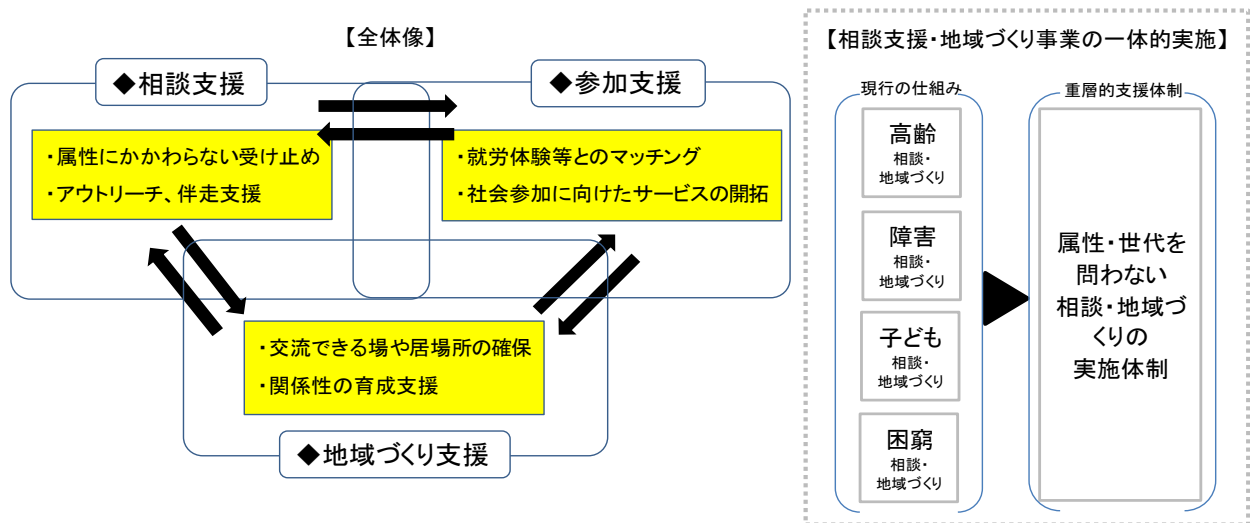 【全体像】
◆相談支援
◆参加支援
・属性にかかわらない受け止め
・アウトリーチ、伴走支援
・就労体験等とのマッチング
・社会参加に向けたサービスの開拓
・交流できる場や居場所の確保
・関係性の育成支援
◆地域づくり支援
【相談支援・地域づくり事業の一体的実施】
現行の仕組み
高齢
相談・
地域づくり
障害
相談・
地域づくり
子ども
相談・
地域づくり
困窮
相談・
地域づくり
重層的支援体制
属性・世代を
問わない
相談・地域づ
くりの
実施体制